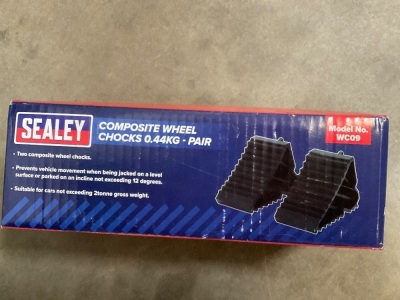 SEALEY
COMPOSITE WHEEL
CHOCKS 0.44KG - PAIR
Model No.
WC09
• Two composite wheel chocks.
• Prevents vehicle movement when being jacked on a level
surface or parked on an incline not exceeding 12 degrees.
• Suitable for cars not exceeding 2tonne gross weight.